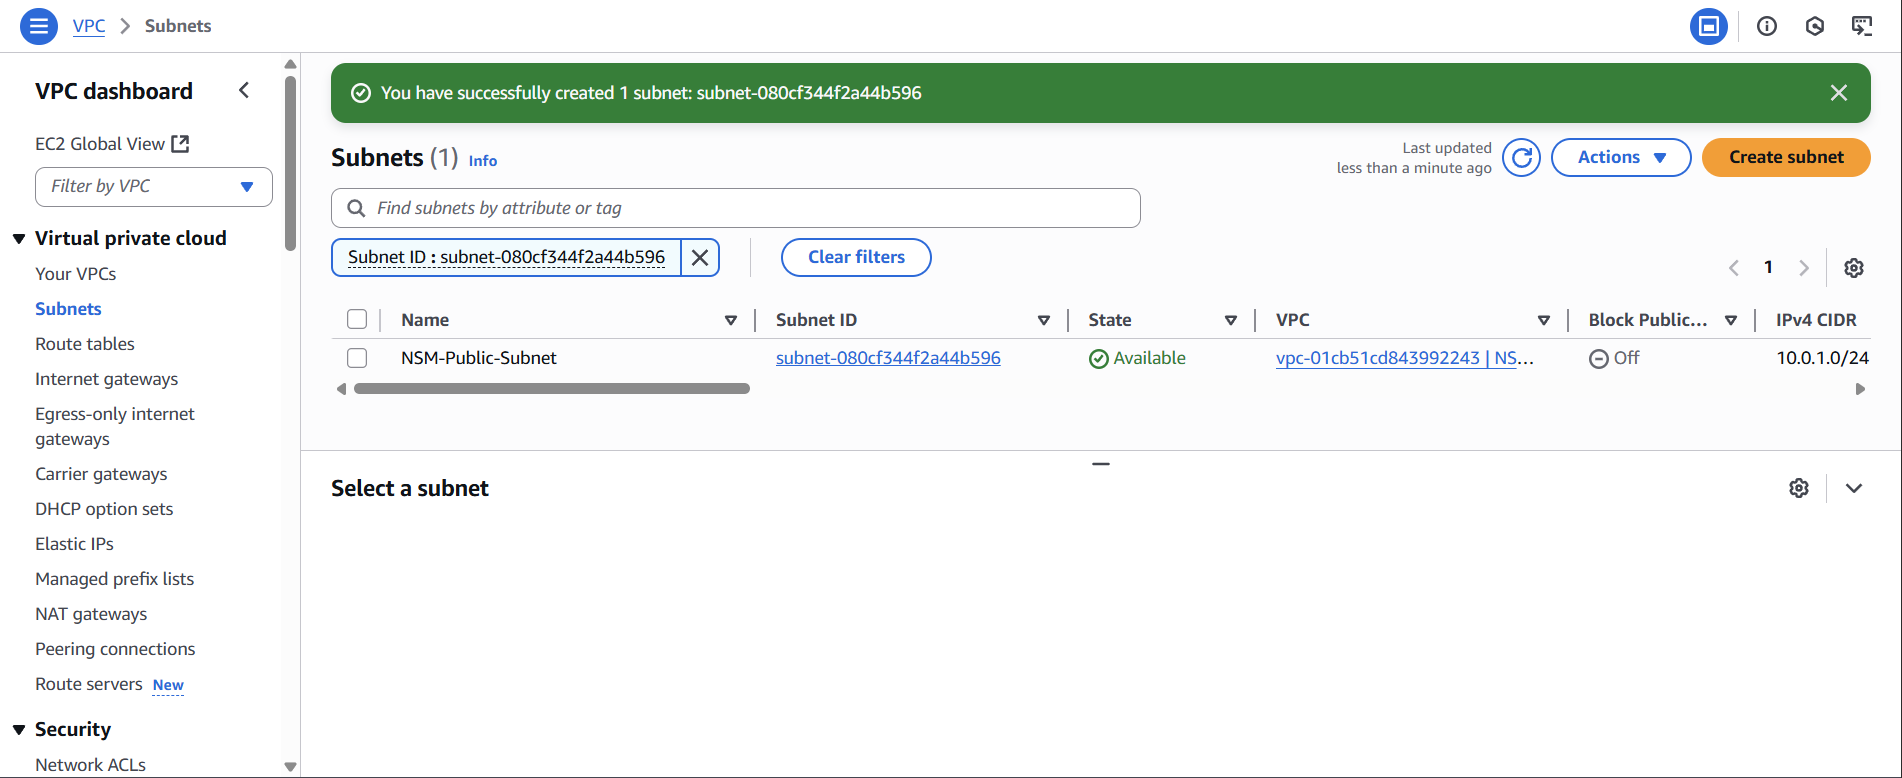 VPC > Subnets
VPC dashboard
EC2 Global View
Filter by VPC
Virtual private cloud
Your VPCs
Subnets
Route tables
Internet gateways
Egress-only internet
gateways
Carrier gateways
DHCP option sets
Elastic IPs
Managed prefix lists
NAT gateways
Peering connections
Route servers New
Security
Network ACLs
You have successfully created 1 subnet: subnet-080cf344f2a44b596
Subnets (1) Info
Last updated
less than a minute ago
Actions
Create subnet
Find subnets by attribute or tag
Subnet ID : subnet-080cf344f2a44b596
Clear filters
1
Name Subnet ID State VPC Block Public... IPv4 CIDR
NSM-Public-Subnet subnet-080cf344f2a44b596 Available vpc-01cb51cd843992243 | NS... Off 10.0.1.0/24
Select a subnet